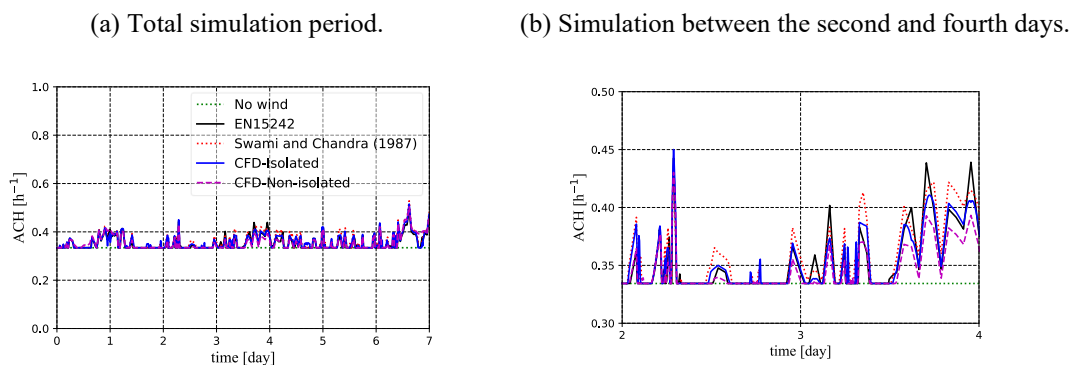 (a) Total simulation period.
(b) Simulation between the second and fourth days.
1.0
0.8
0.6
0.4
0.2
0.0
ACH [h⁻¹]
No wind
EN15242
Swami and Chandra (1987)
CFD-Isolated
CFD-Non-isolated
0 1 2 3 4 5 6 7
time [day]
0.50
0.45
0.40
0.35
0.30
ACH [h⁻¹]
2 3 4
time [day]